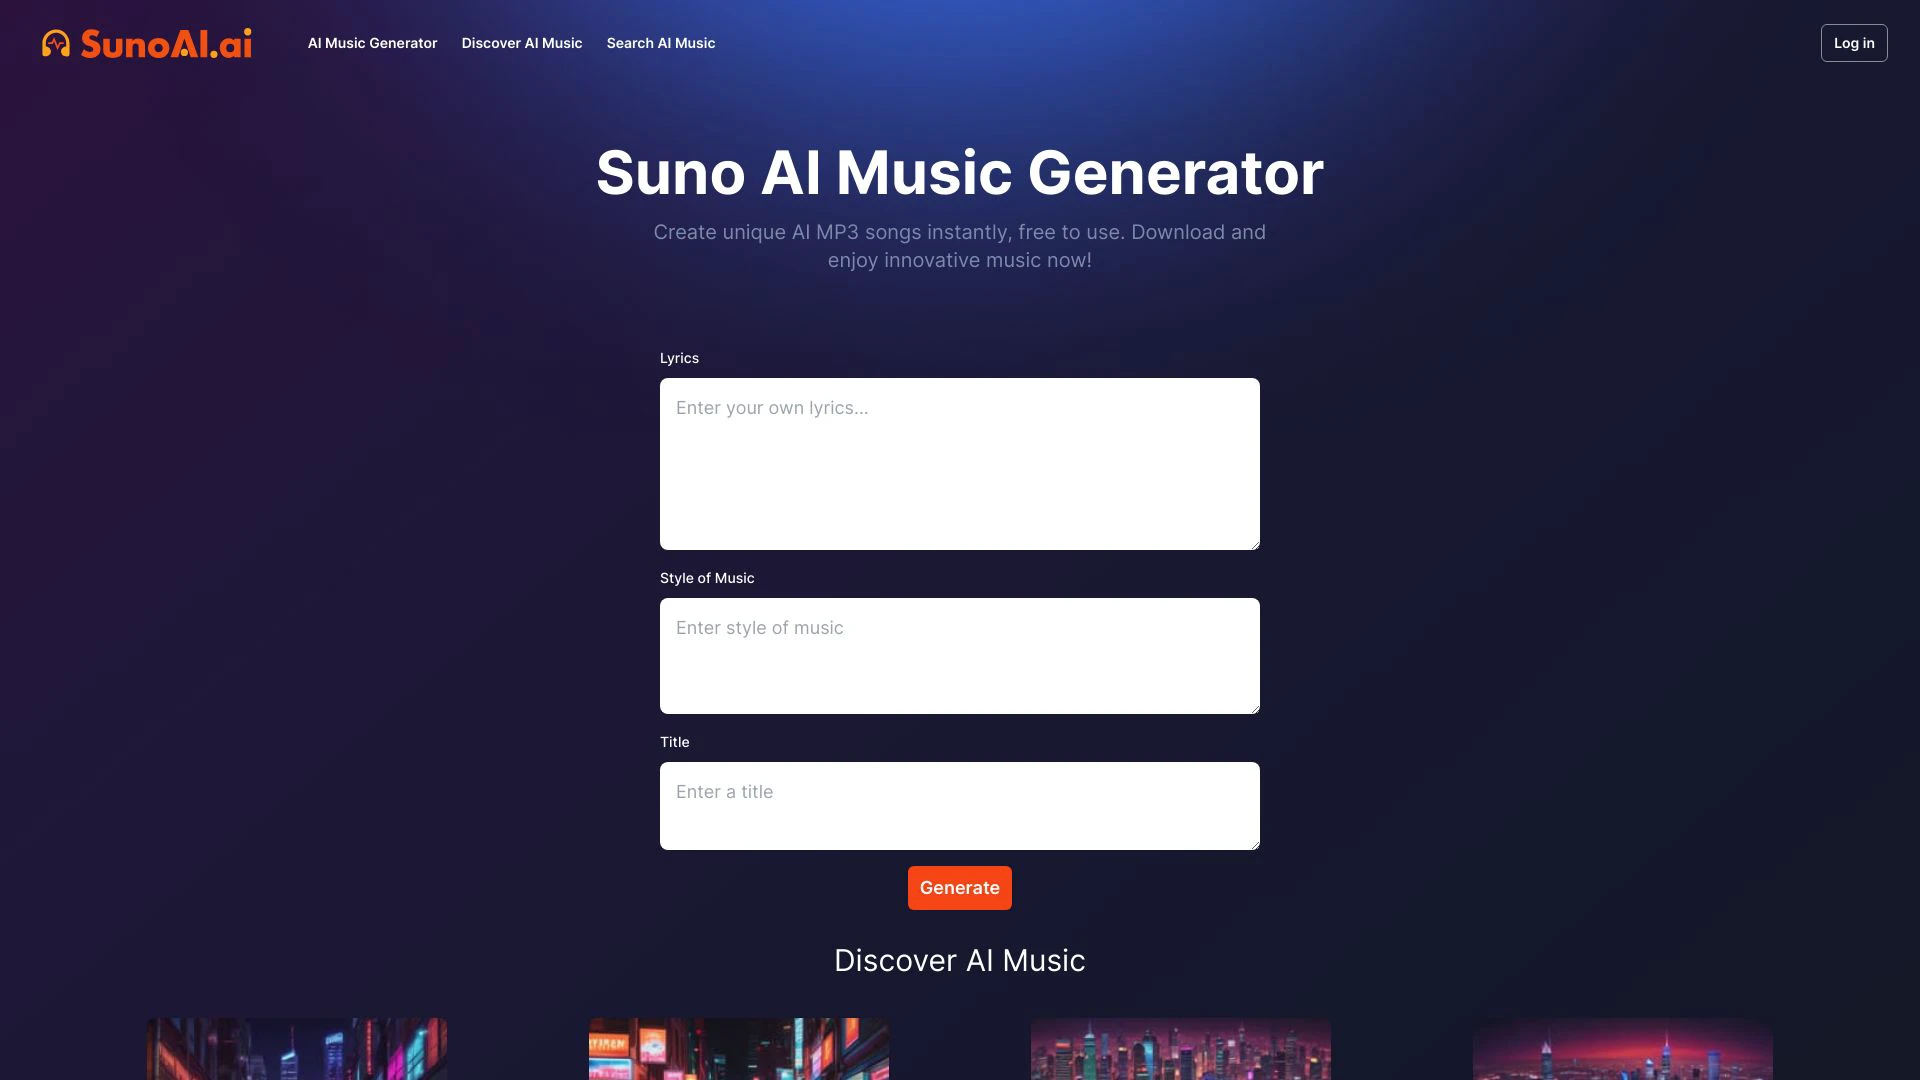 SunoAI.ai
AI Music Generator
Discover AI Music
Search AI Music
Log in
Suno AI Music Generator
Create unique AI MP3 songs instantly, free to use. Download and
enjoy innovative music now!
Lyrics
Enter your own lyrics...
Style of Music
Enter style of music
Title
Enter a title
Generate
Discover AI Music